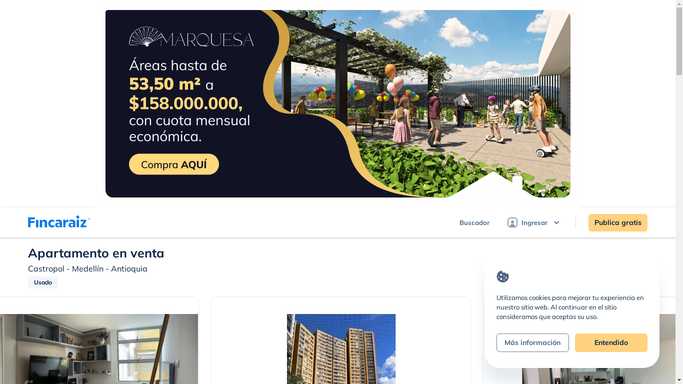 MARQUESA
Áreas hasta de
53,50 m² a
$158.000.000,
con cuota mensual
económica.
Compra AQUÍ
Fincaraiz
Buscador
Ingresar
Publica gratis
Apartamento en venta
Castropol - Medellín - Antioquia
Usado
Utilizamos cookies para mejorar tu experiencia en
nuestro sitio web. Al continuar en el sitio
consideramos que aceptas su uso.
Más información
Entendido